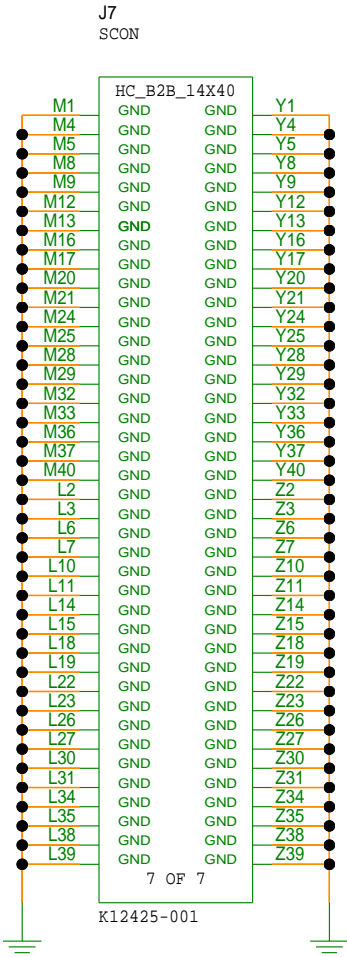 J7
SCON
HC_B2B_14X40
M1 GND GND Y1
M4 GND GND Y4
M5 GND GND Y5
M8 GND GND Y8
M9 GND GND Y9
M12 GND GND Y12
M13 GND GND Y13
M16 GND GND Y16
M17 GND GND Y17
M20 GND GND Y20
M21 GND GND Y21
M24 GND GND Y24
M25 GND GND Y25
M28 GND GND Y28
M29 GND GND Y29
M32 GND GND Y32
M33 GND GND Y33
M36 GND GND Y36
M37 GND GND Y37
M40 GND GND Y40
L2 GND GND Z2
L3 GND GND Z3
L6 GND GND Z6
L7 GND GND Z7
L10 GND GND Z10
L11 GND GND Z11
L14 GND GND Z14
L15 GND GND Z15
L18 GND GND Z18
L19 GND GND Z19
L22 GND GND Z22
L23 GND GND Z23
L26 GND GND Z26
L27 GND GND Z27
L30 GND GND Z30
L31 GND GND Z31
L34 GND GND Z34
L35 GND GND Z35
L38 GND GND Z38
L39 GND GND Z39
7 OF 7
K12425-001